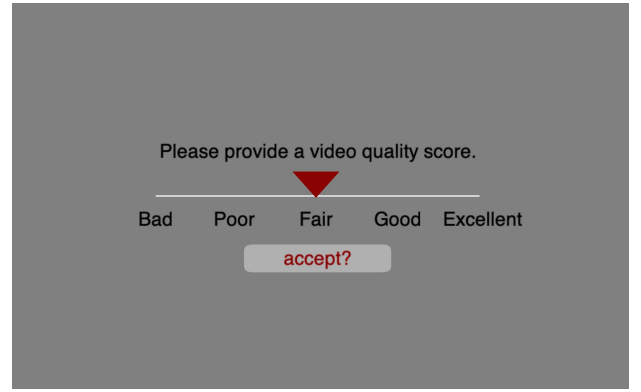 Please provide a video quality score.
Bad Poor Fair Good Excellent
accept?